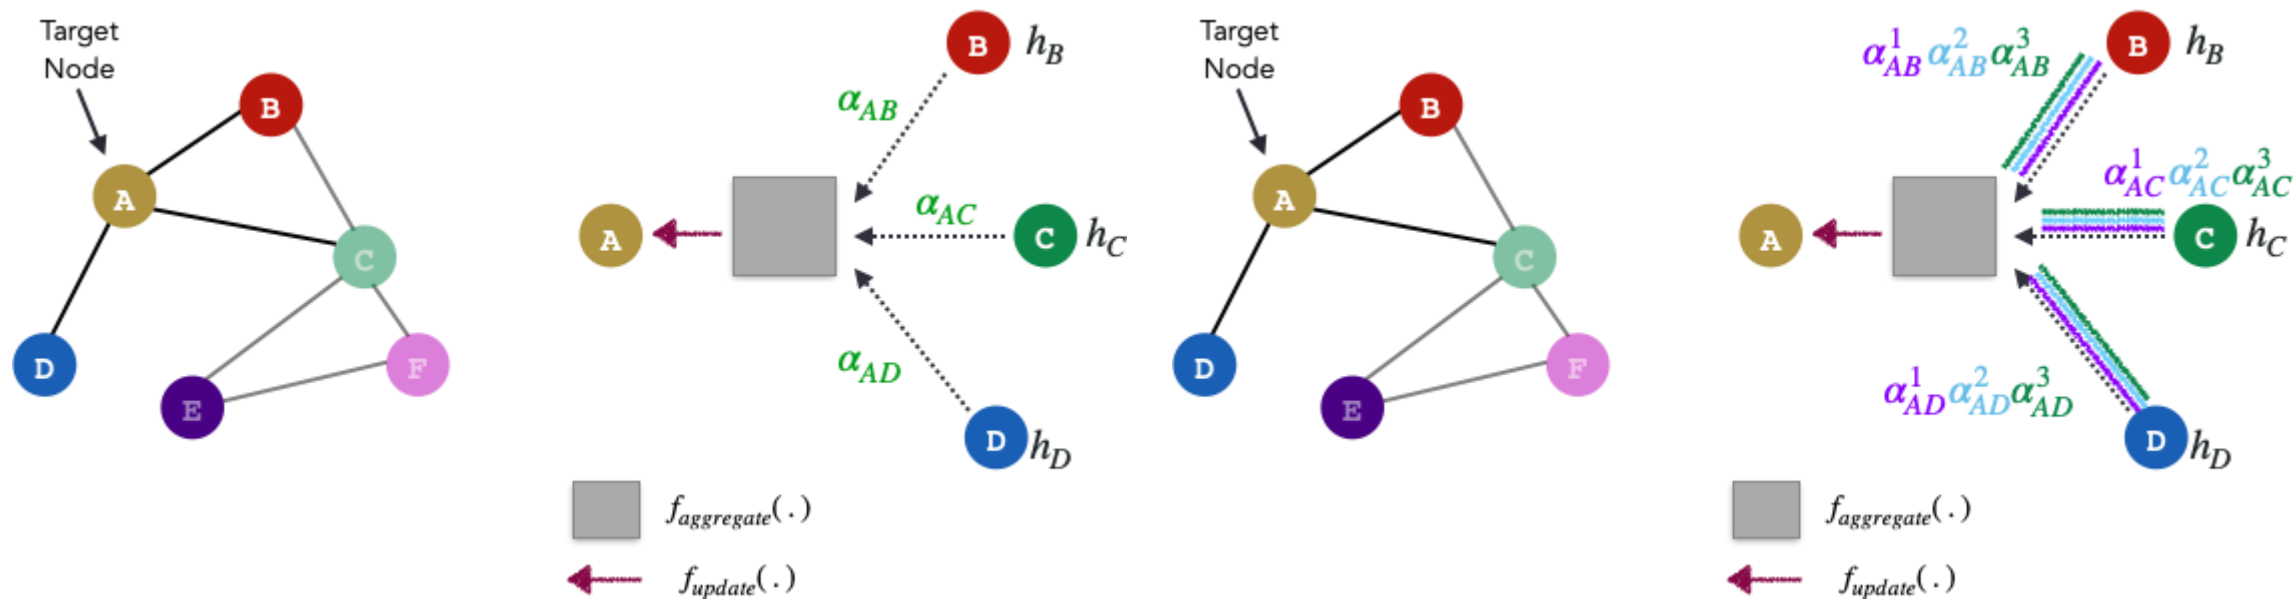 Target
Node
B
A
C
D
E
F
B h_B
α_AB
A
α_AC
C h_C
α_AD
D h_D
f_aggregate(.)
f_update(.)
Target
Node
B
A
C
D
E
F
α^1_AB α^2_AB α^3_AB
B h_B
α^1_AC α^2_AC α^3_AC
A
C h_C
α^1_AD α^2_AD α^3_AD
D h_D
f_aggregate(.)
f_update(.)